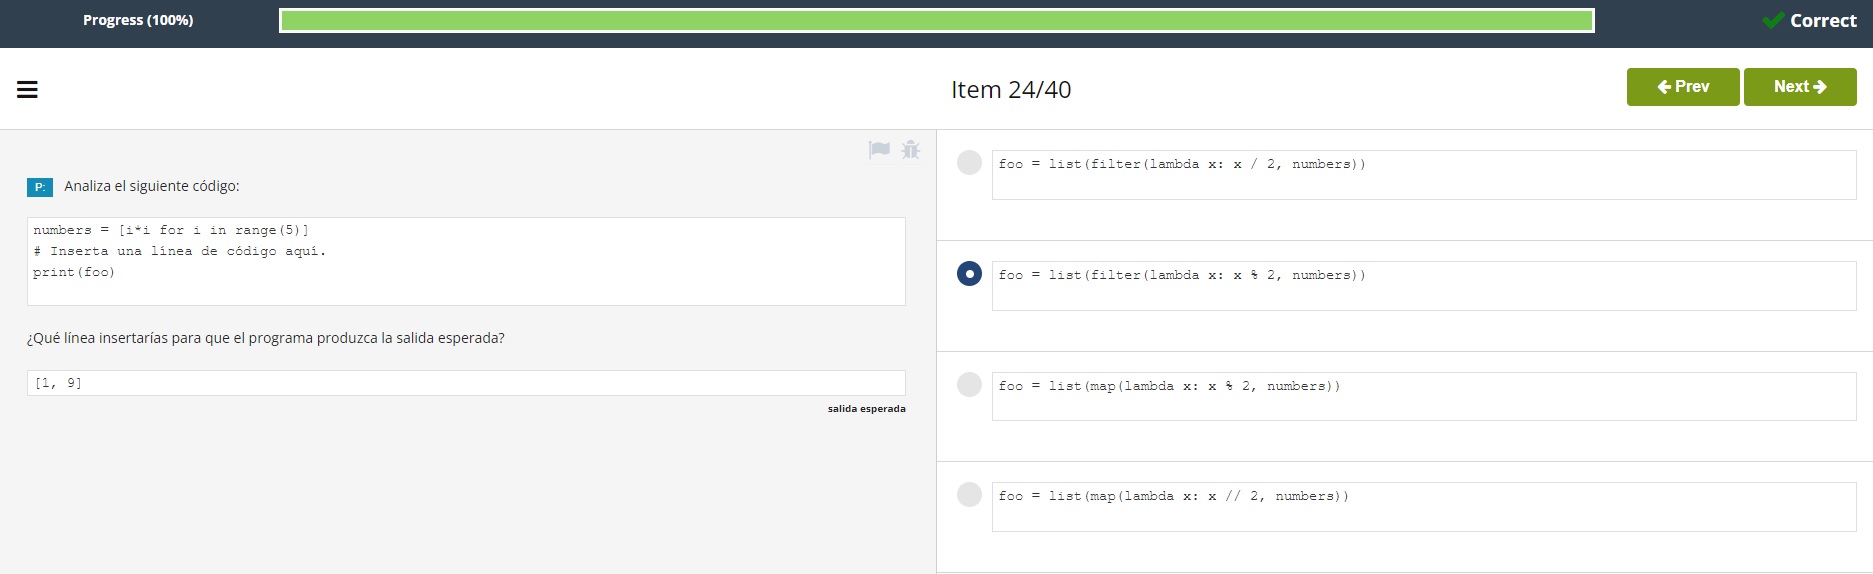 Progress (100%)
Correct
Item 24/40
Prev
Next
P: Analiza el siguiente código:
numbers = [i*i for i in range(5)]
# Inserta una línea de código aquí.
print(foo)
¿Qué línea insertarías para que el programa produzca la salida esperada?
[1, 9]
salida esperada
foo = list(filter(lambda x: x / 2, numbers))
foo = list(filter(lambda x: x % 2, numbers))
foo = list(map(lambda x: x % 2, numbers))
foo = list(map(lambda x: x // 2, numbers))